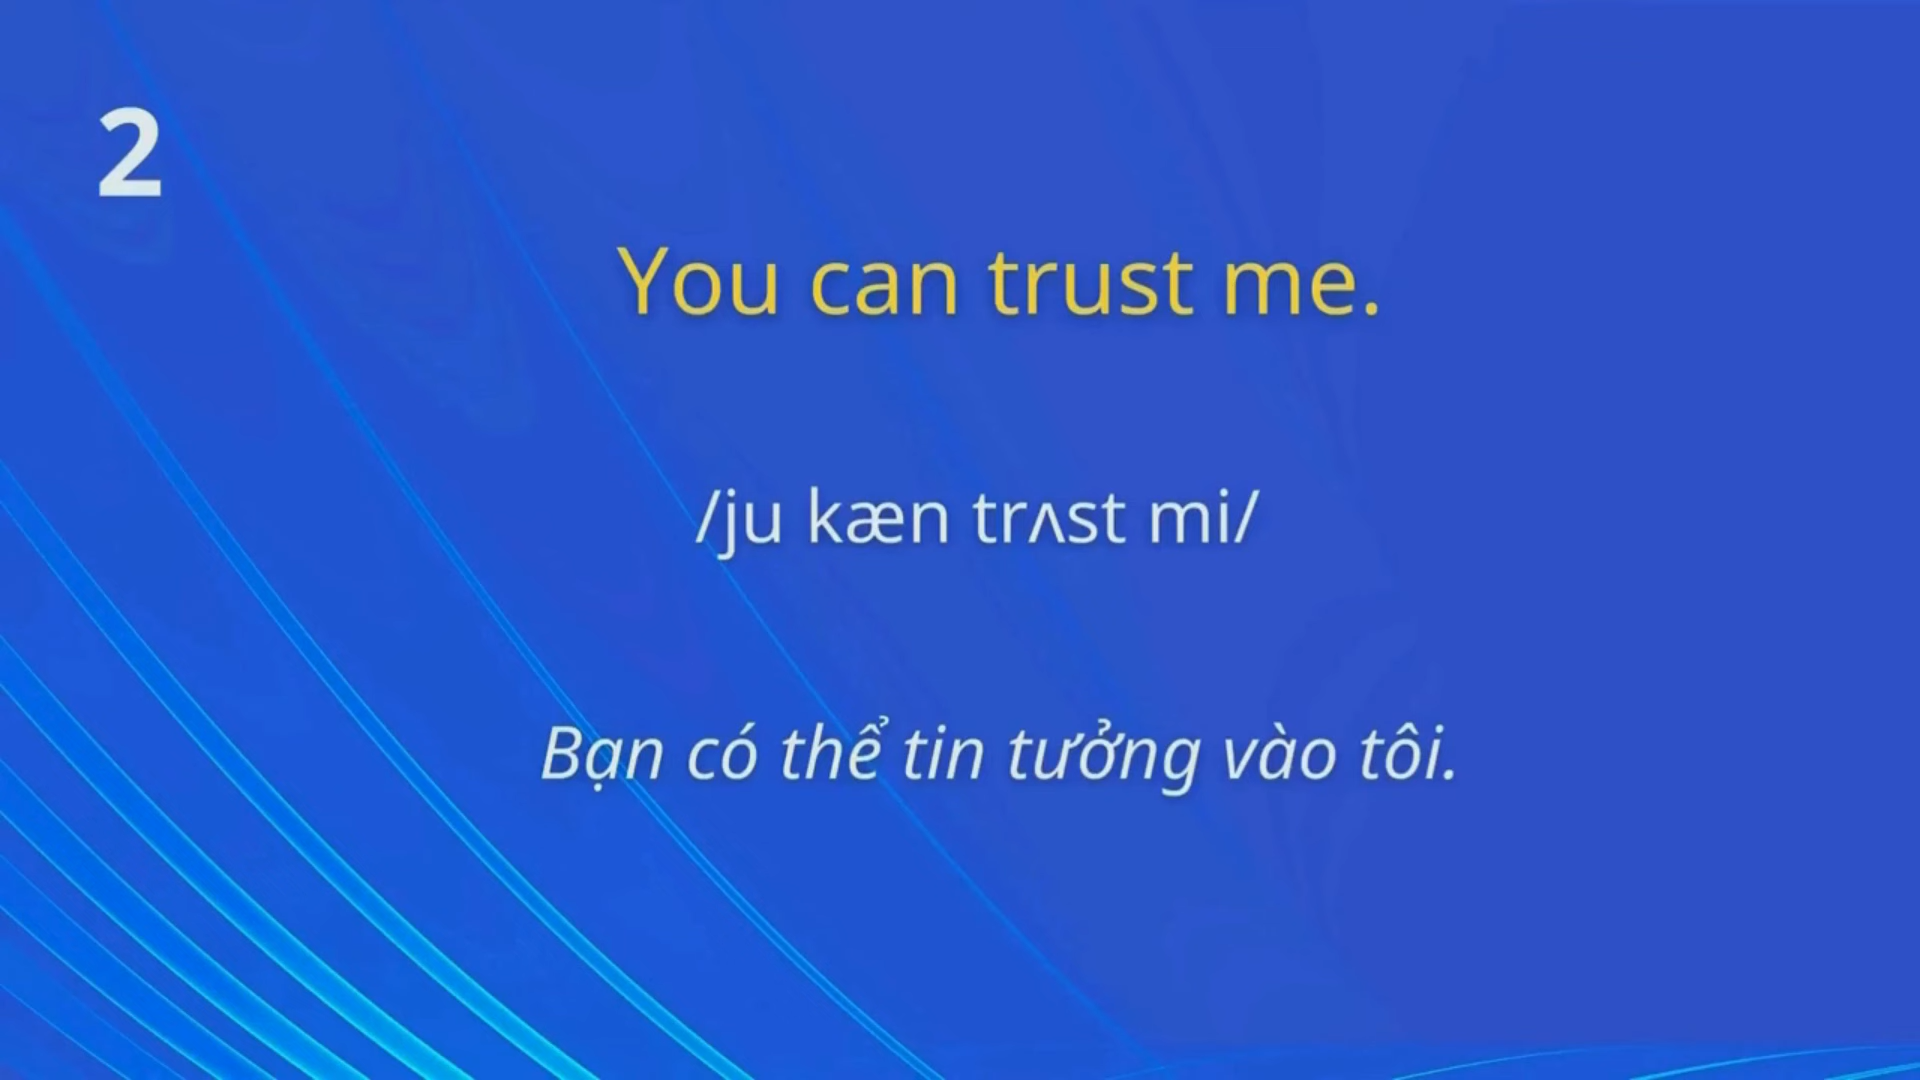 2
You can trust me.
/ju kæn trʌst mi/
Bạn có thể tin tưởng vào tôi.